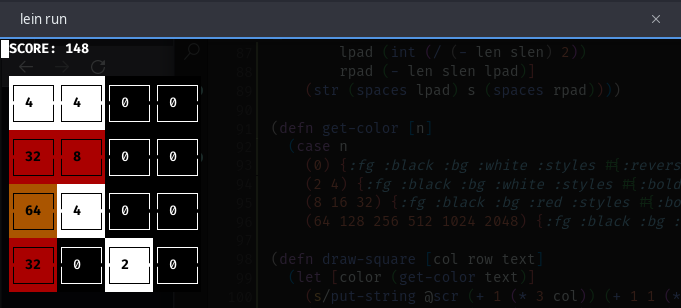 lein run
SCORE: 148
lpad (int (/ (- len slen) 2))
rpad (- len slen lpad)]
(str (spaces lpad) s (spaces rpad))))
4 4 0 0
(defn get-color [n]
(case n
32 8 0 0
(0) {:fg :black :bg :white :styles #{:revers
(2 4) {:fg :black :bg :white :styles #{:bold
(8 16 32) {:fg :black :bg :red :styles #{:bo
64 4 0 0
(64 128 256 512 1024 2048) {:fg :black :bg :
(defn draw-square [col row text]
32 0 2 0
(let [color (get-color text)]
(s/put-string @scr (+ 1 (* 3 col)) (+ 1 1 (*